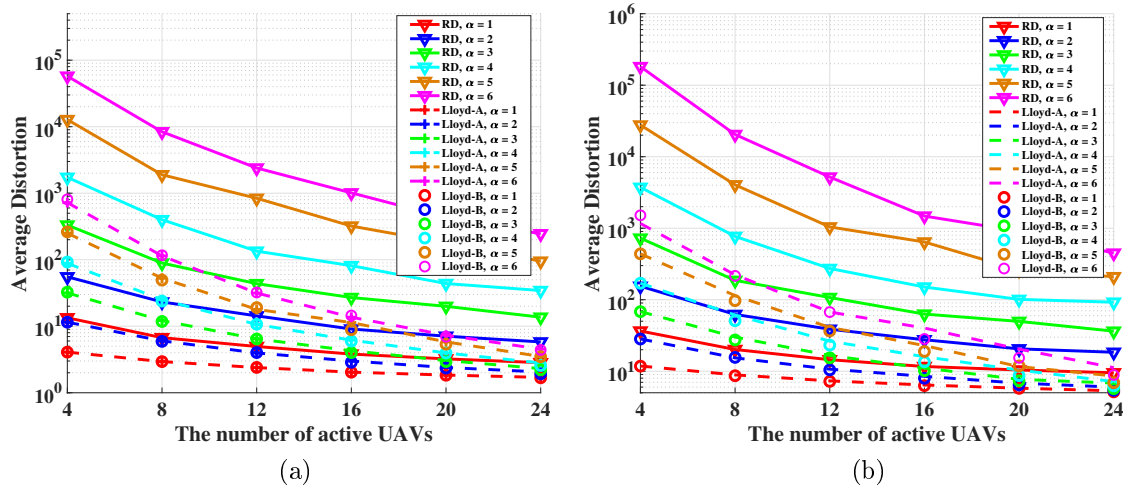 RD, α = 1
RD, α = 2
RD, α = 3
RD, α = 4
RD, α = 5
RD, α = 6
Lloyd-A, α = 1
Lloyd-A, α = 2
Lloyd-A, α = 3
Lloyd-A, α = 4
Lloyd-A, α = 5
Lloyd-A, α = 6
Lloyd-B, α = 1
Lloyd-B, α = 2
Lloyd-B, α = 3
Lloyd-B, α = 4
Lloyd-B, α = 5
Lloyd-B, α = 6
10^5
10^4
10^3
10^2
10^1
10^0
Average Distortion
4 8 12 16 20 24
The number of active UAVs
(a)
RD, α = 1
RD, α = 2
RD, α = 3
RD, α = 4
RD, α = 5
RD, α = 6
Lloyd-A, α = 1
Lloyd-A, α = 2
Lloyd-A, α = 3
Lloyd-A, α = 4
Lloyd-A, α = 5
Lloyd-A, α = 6
Lloyd-B, α = 1
Lloyd-B, α = 2
Lloyd-B, α = 3
Lloyd-B, α = 4
Lloyd-B, α = 5
Lloyd-B, α = 6
10^6
10^5
10^4
10^3
10^2
10^1
Average Distortion
4 8 12 16 20 24
The number of active UAVs
(b)